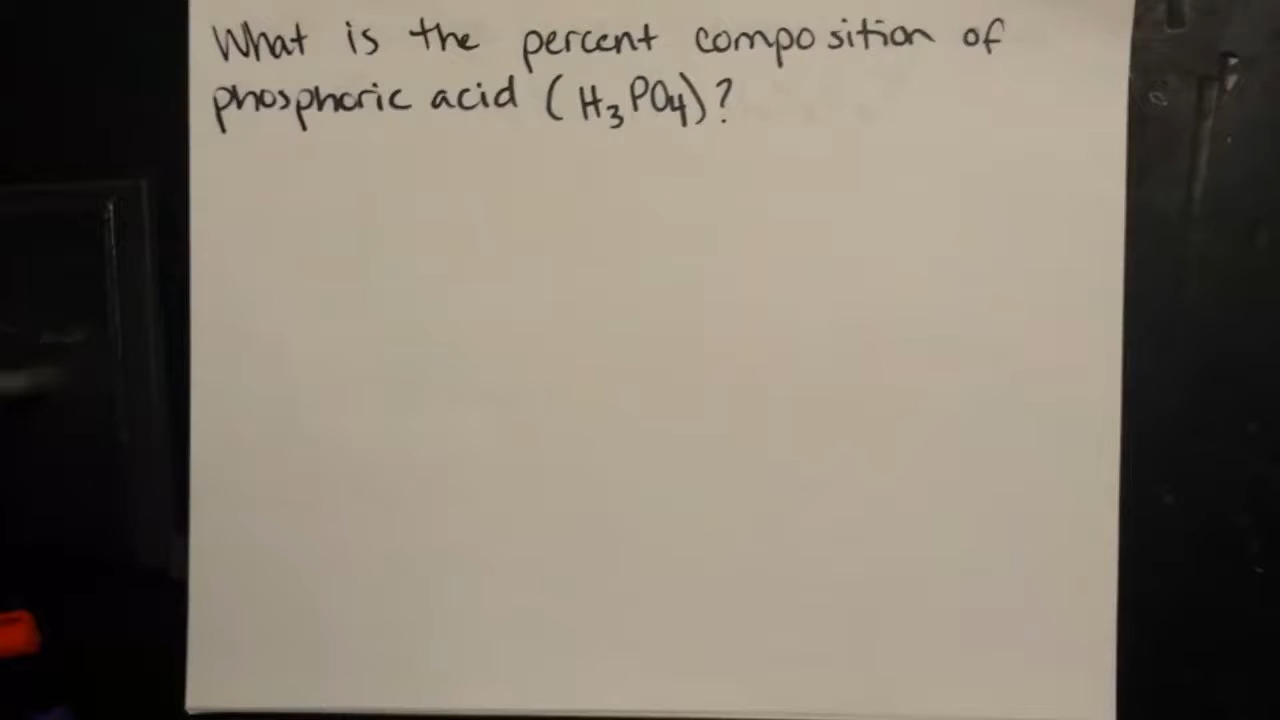 What is the percent composition of
phosphoric acid (H₃PO₄)?